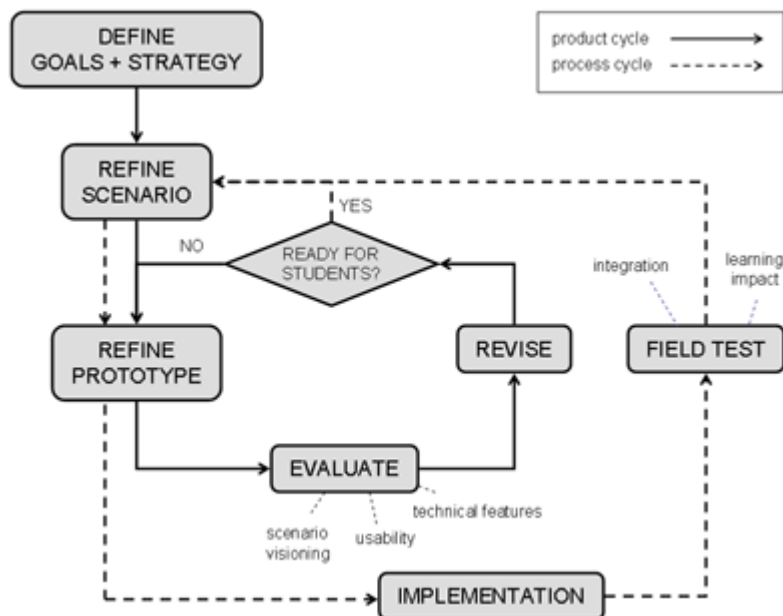 DEFINE
GOALS + STRATEGY
product cycle
process cycle
REFINE
SCENARIO
YES
NO
READY FOR
STUDENTS?
integration
learning
impact
REFINE
PROTOTYPE
REVISE
FIELD TEST
EVALUATE
technical features
scenario
visioning
usability
IMPLEMENTATION